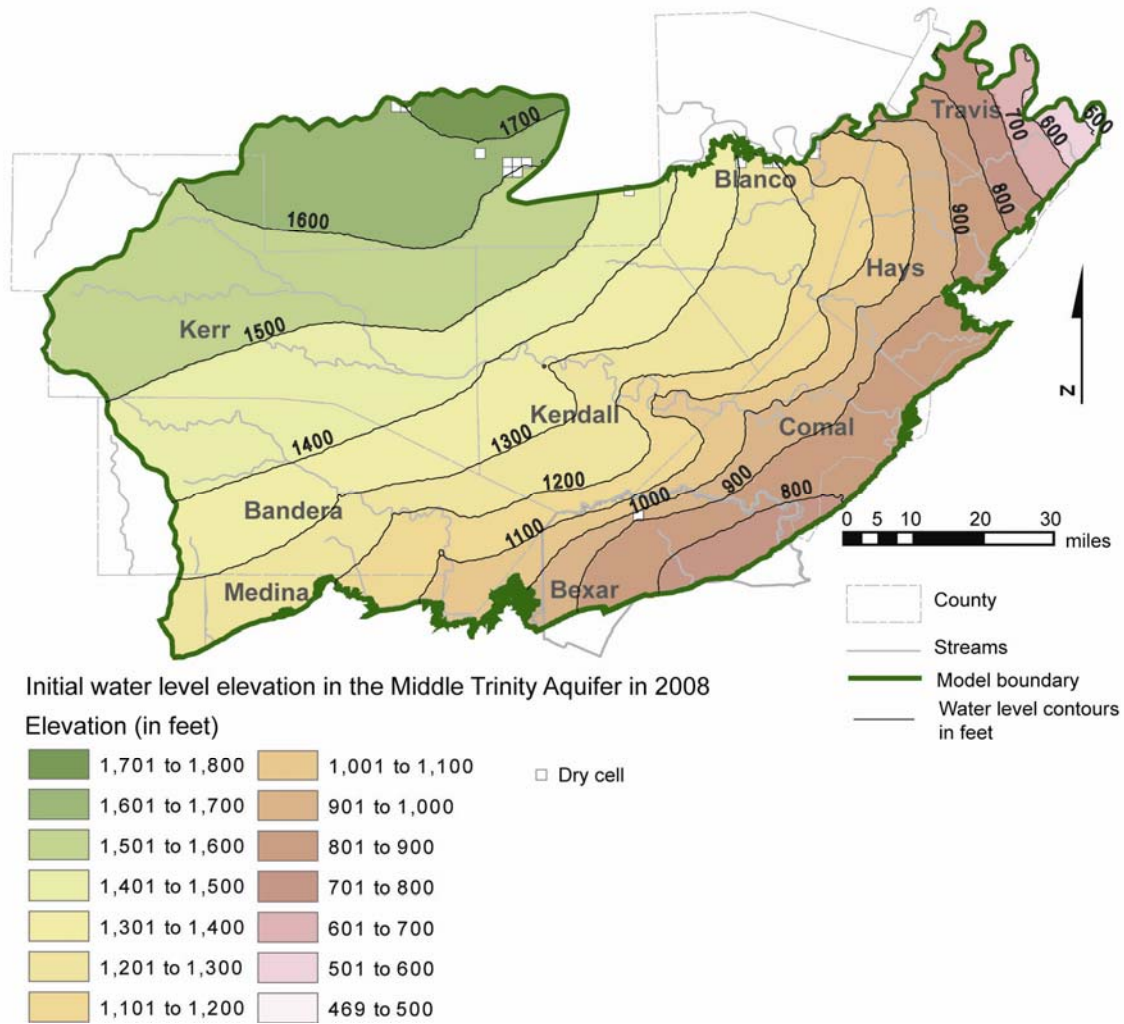 1700
Travis
700
600
500
Blanco
1600
800
900
Hays
Kerr
1500
N
Kendall
Comal
1400
1300
1200
900
800
Bandera
1000
1100
0 5 10 20 30
miles
Medina
Bexar
County
Streams
Model boundary
Water level contours
in feet
Initial water level elevation in the Middle Trinity Aquifer in 2008
Elevation (in feet)
1,701 to 1,800
1,601 to 1,700
1,501 to 1,600
1,401 to 1,500
1,301 to 1,400
1,201 to 1,300
1,101 to 1,200
1,001 to 1,100
901 to 1,000
801 to 900
701 to 800
601 to 700
501 to 600
469 to 500
Dry cell